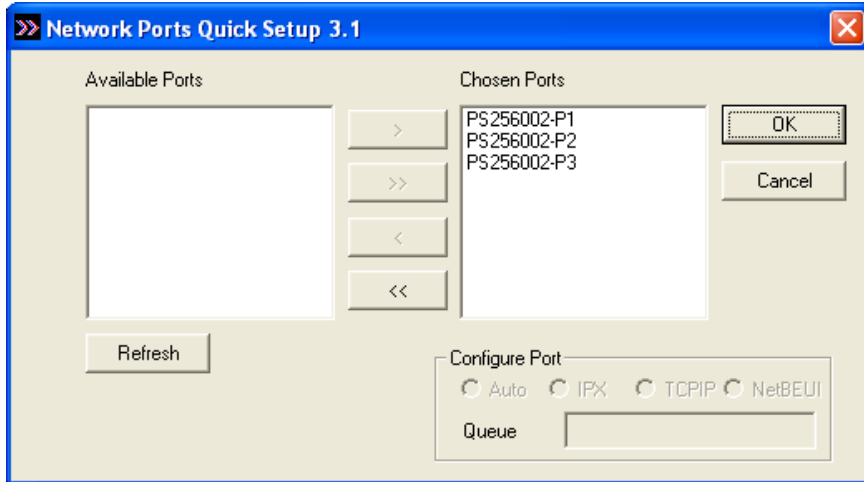 Network Ports Quick Setup 3.1
Available Ports
Chosen Ports
PS256002-P1
PS256002-P2
PS256002-P3
>
>>
<
<<
OK
Cancel
Refresh
Configure Port
Auto IPX TCPIP NetBEUI
Queue